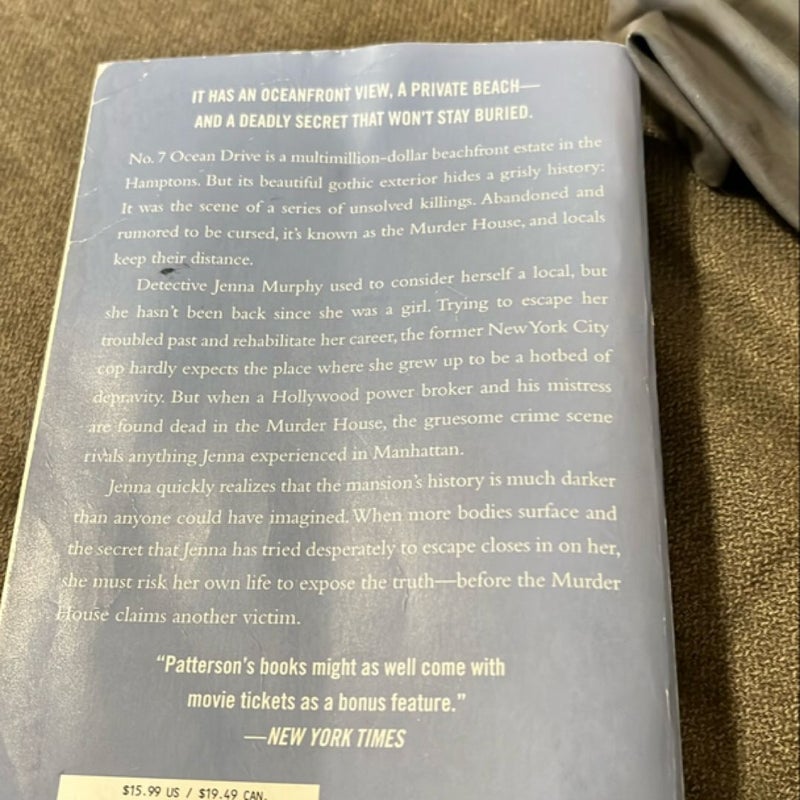 IT HAS AN OCEANFRONT VIEW, A PRIVATE BEACH—
AND A DEADLY SECRET THAT WON'T STAY BURIED.
No. 7 Ocean Drive is a multimillion-dollar beachfront estate in the
Hamptons. But its beautiful gothic exterior hides a grisly history:
It was the scene of a series of unsolved killings. Abandoned and
rumored to be cursed, it's known as the Murder House, and locals
keep their distance.
Detective Jenna Murphy used to consider herself a local, but
she hasn't been back since she was a girl. Trying to escape her
troubled past and rehabilitate her career, the former New York City
cop hardly expects the place where she grew up to be a hotbed of
depravity. But when a Hollywood power broker and his mistress
are found dead in the Murder House, the gruesome crime scene
rivals anything Jenna experienced in Manhattan.
Jenna quickly realizes that the mansion's history is much darker
than anyone could have imagined. When more bodies surface and
the secret that Jenna has tried desperately to escape closes in on her,
she must risk her own life to expose the truth—before the Murder
House claims another victim.
"Patterson's books might as well come with
movie tickets as a bonus feature."
—NEW YORK TIMES
$15.99 US / $19.49 CAN.